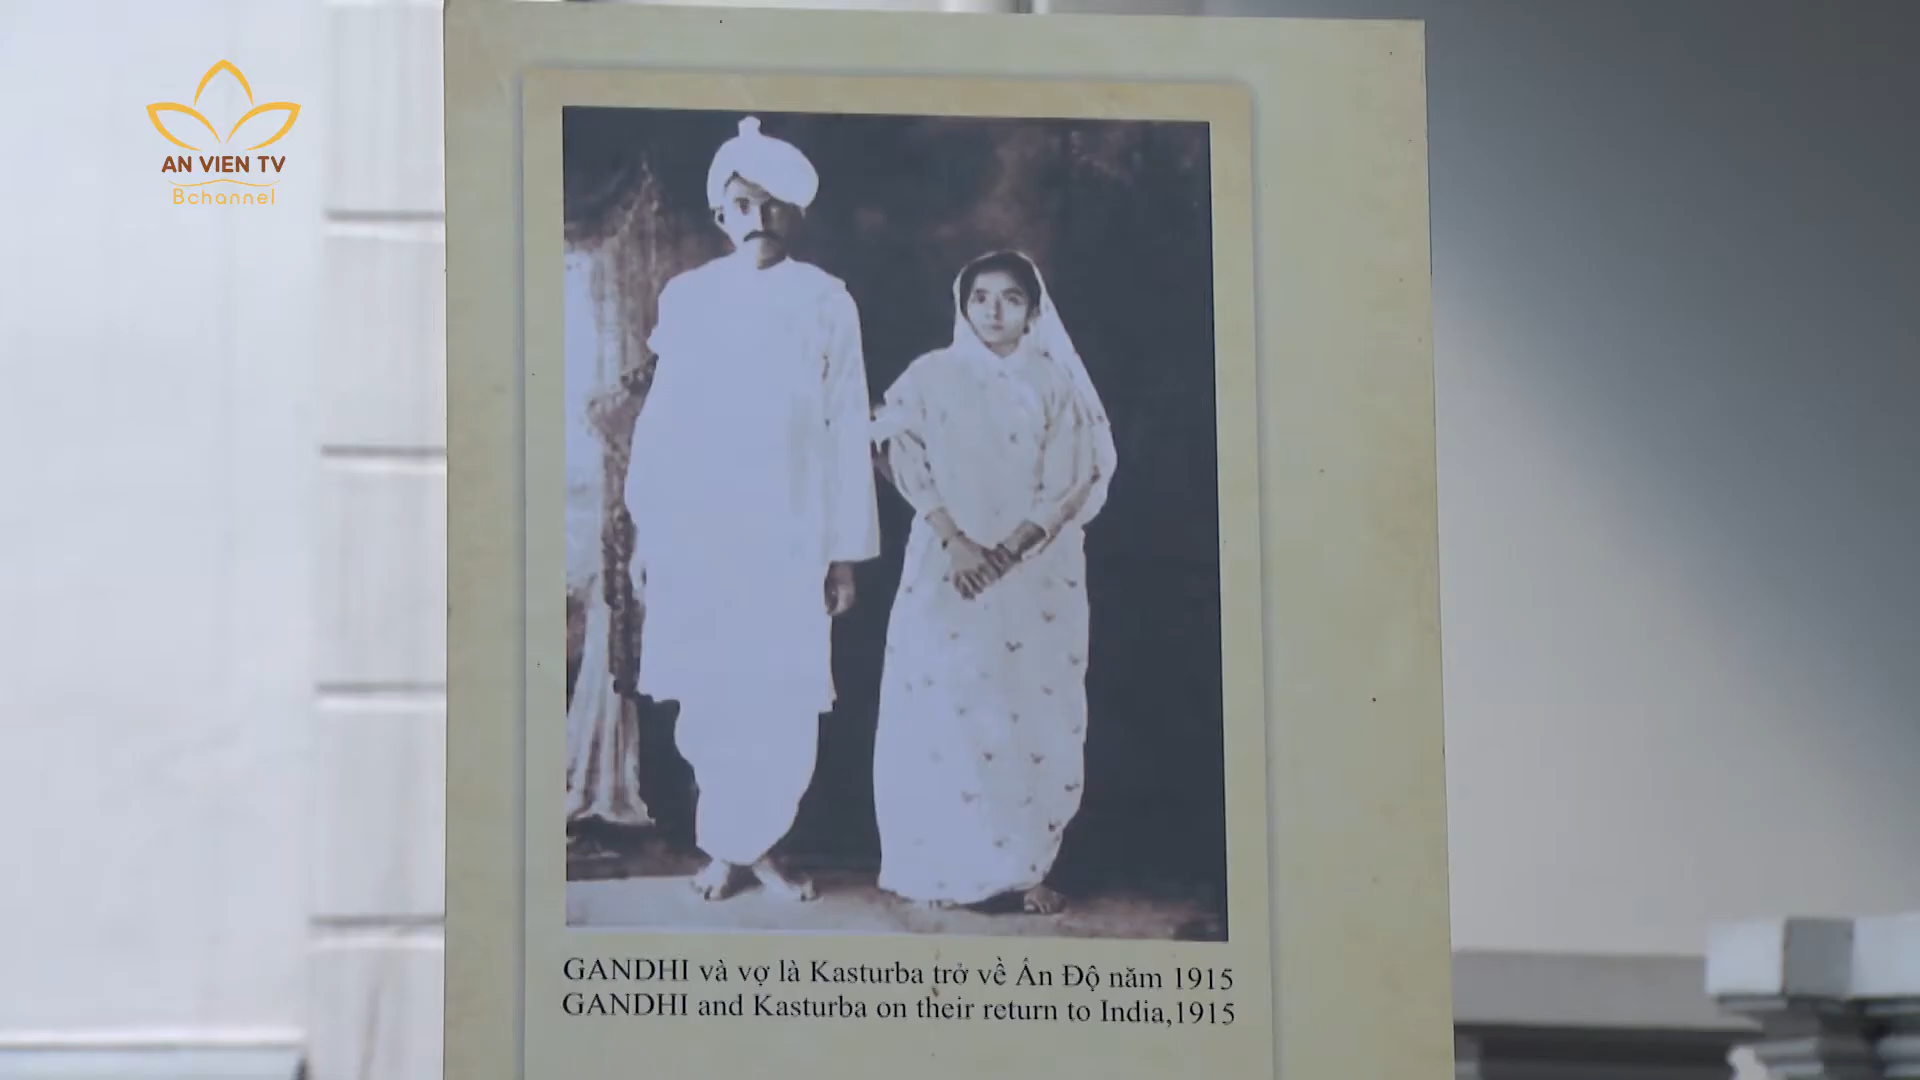 AN VIEN TV
Bchannel
GANDHI và vợ là Kasturba trở về Ấn Độ năm 1915
GANDHI and Kasturba on their return to India,1915